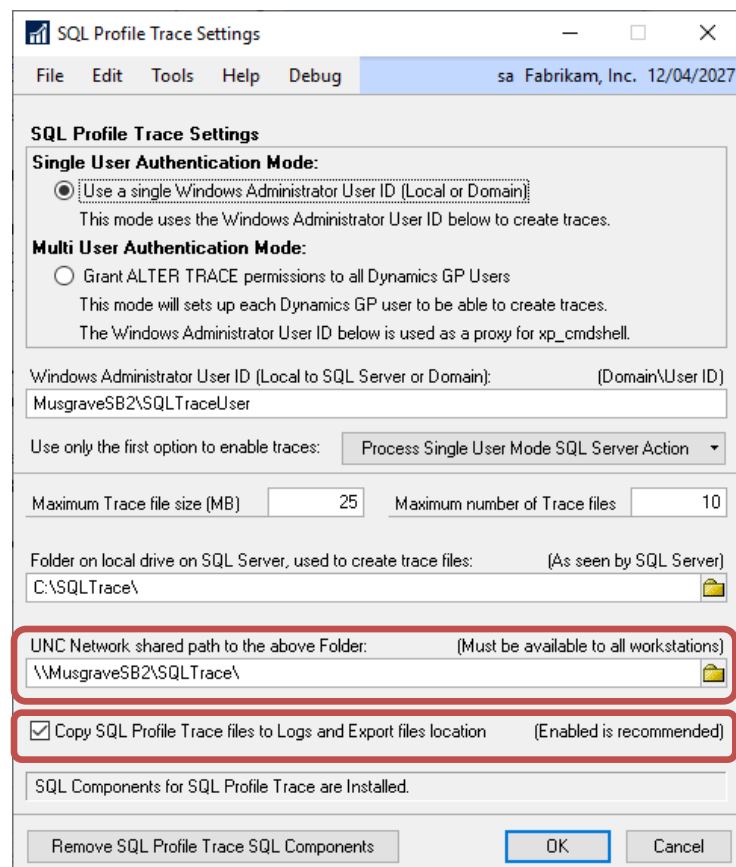 SQL Profile Trace Settings
File Edit Tools Help Debug sa Fabrikam, Inc. 12/04/2027
SQL Profile Trace Settings
Single User Authentication Mode:
Use a single Windows Administrator User ID (Local or Domain)
This mode uses the Windows Administrator User ID below to create traces.
Multi User Authentication Mode:
Grant ALTER TRACE permissions to all Dynamics GP Users
This mode will sets up each Dynamics GP user to be able to create traces.
The Windows Administrator User ID below is used as a proxy for xp_cmdshell.
Windows Administrator User ID (Local to SQL Server or Domain): (Domain\User ID)
MusgraveSB2\SQLTraceUser
Use only the first option to enable traces: Process Single User Mode SQL Server Action
Maximum Trace file size (MB) 25 Maximum number of Trace files 10
Folder on local drive on SQL Server, used to create trace files: (As seen by SQL Server)
C:\SQLTrace\
UNC Network shared path to the above Folder: (Must be available to all workstations)
\\MusgraveSB2\SQLTrace\
Copy SQL Profile Trace files to Logs and Export files location (Enabled is recommended)
SQL Components for SQL Profile Trace are Installed.
Remove SQL Profile Trace SQL Components OK Cancel